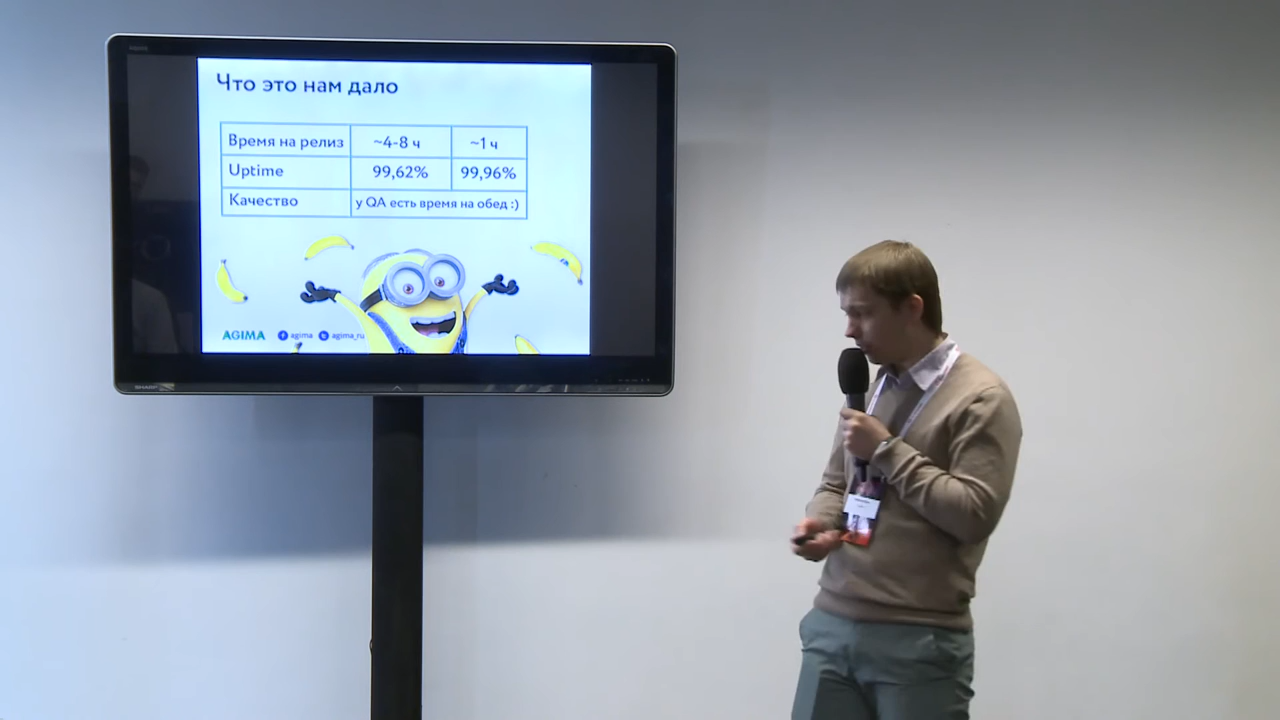 Что это нам дало
Время на релиз ~4-8 ч ~1 ч
Uptime 99,62% 99,96%
Качество у QA есть время на обед :)
AGIMA agima agima_ru
SHARP